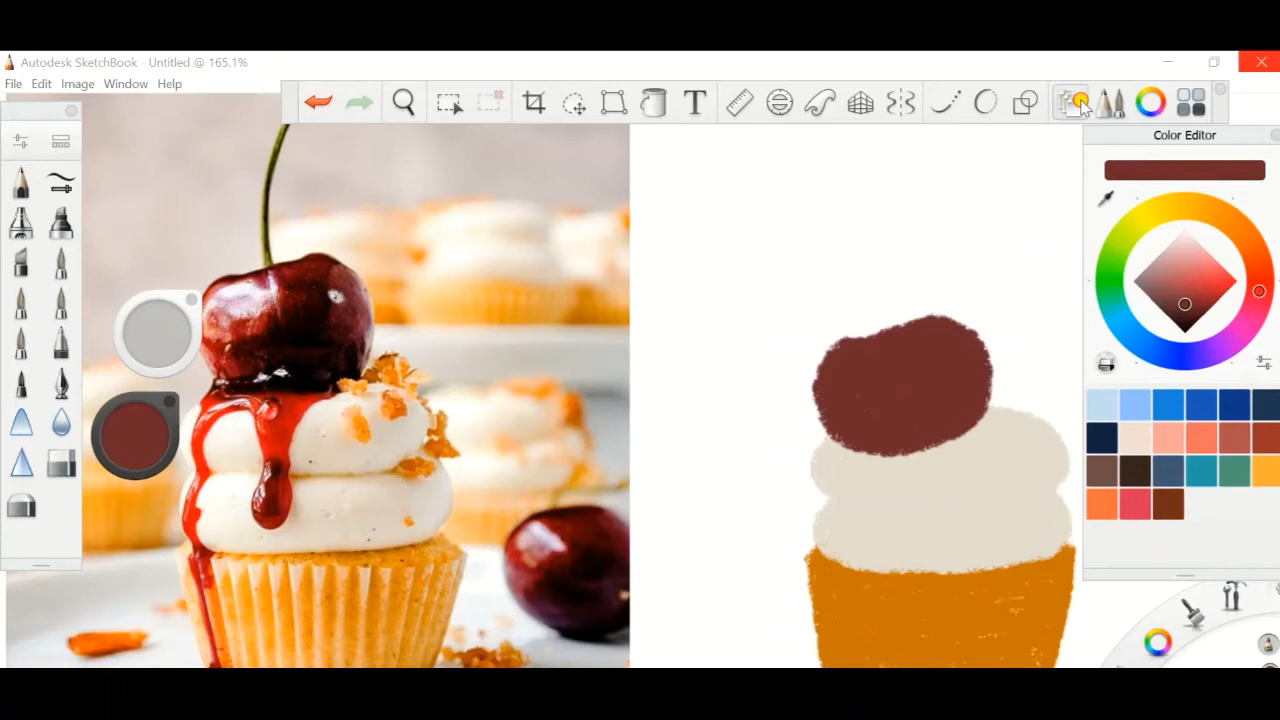 Autodesk SketchBook - Untitled @ 165.1%
File Edit Image Window Help
T
Color Editor